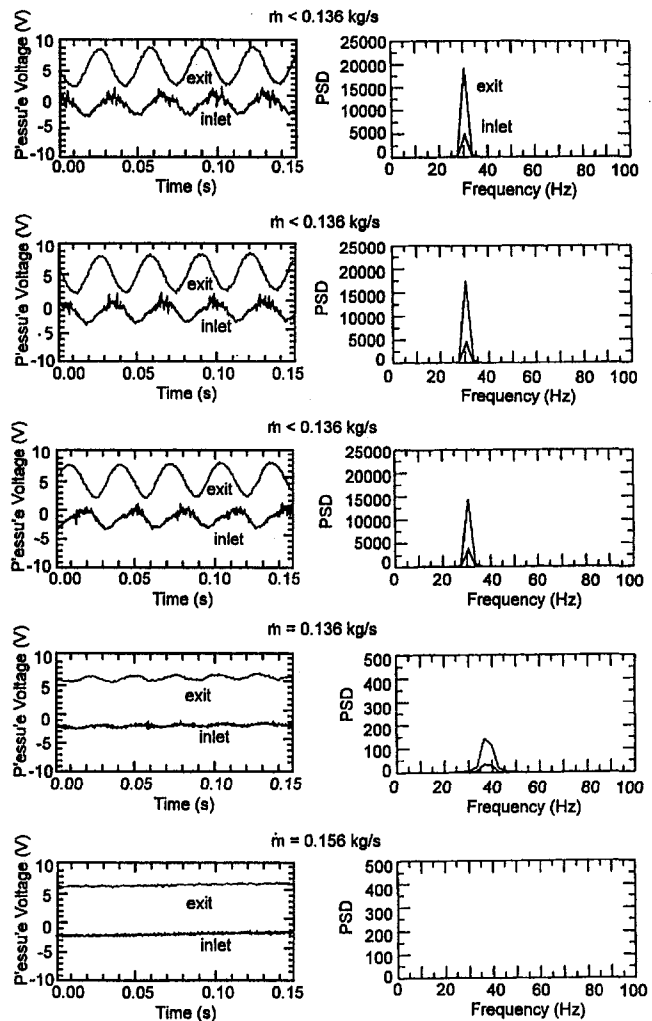 ṁ < 0.136 kg/s
P'essu'e Voltage (V)
10
5
0
-5
-10
exit
inlet
0.00 0.05 0.10 0.15
Time (s)
PSD
25000
20000
15000
10000
5000
0
exit
inlet
0 20 40 60 80 100
Frequency (Hz)
ṁ < 0.136 kg/s
P'essu'e Voltage (V)
10
5
0
-5
-10
exit
inlet
0.00 0.05 0.10 0.15
Time (s)
PSD
25000
20000
15000
10000
5000
0
0 20 40 60 80 100
Frequency (Hz)
ṁ < 0.136 kg/s
P'essu'e Voltage (V)
10
5
0
-5
-10
exit
inlet
0.00 0.05 0.10 0.15
Time (s)
PSD
25000
20000
15000
10000
5000
0
0 20 40 60 80 100
Frequency (Hz)
ṁ = 0.136 kg/s
P'essu'e Voltage (V)
10
5
0
-5
-10
exit
inlet
0.00 0.05 0.10 0.15
Time (s)
PSD
500
400
300
200
100
0
0 20 40 60 80 100
Frequency (Hz)
ṁ = 0.156 kg/s
P'essu'e Voltage (V)
10
5
0
-5
-10
exit
inlet
0.00 0.05 0.10 0.15
Time (s)
PSD
500
400
300
200
100
0
0 20 40 60 80 100
Frequency (Hz)